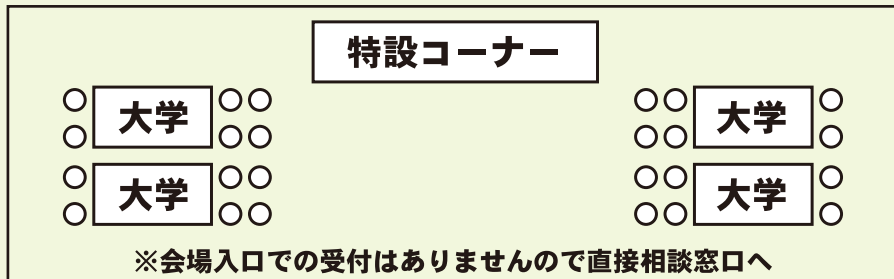 特設コーナー
大学
大学
大学
大学
※会場入口での受付はありませんので直接相談窓口へ